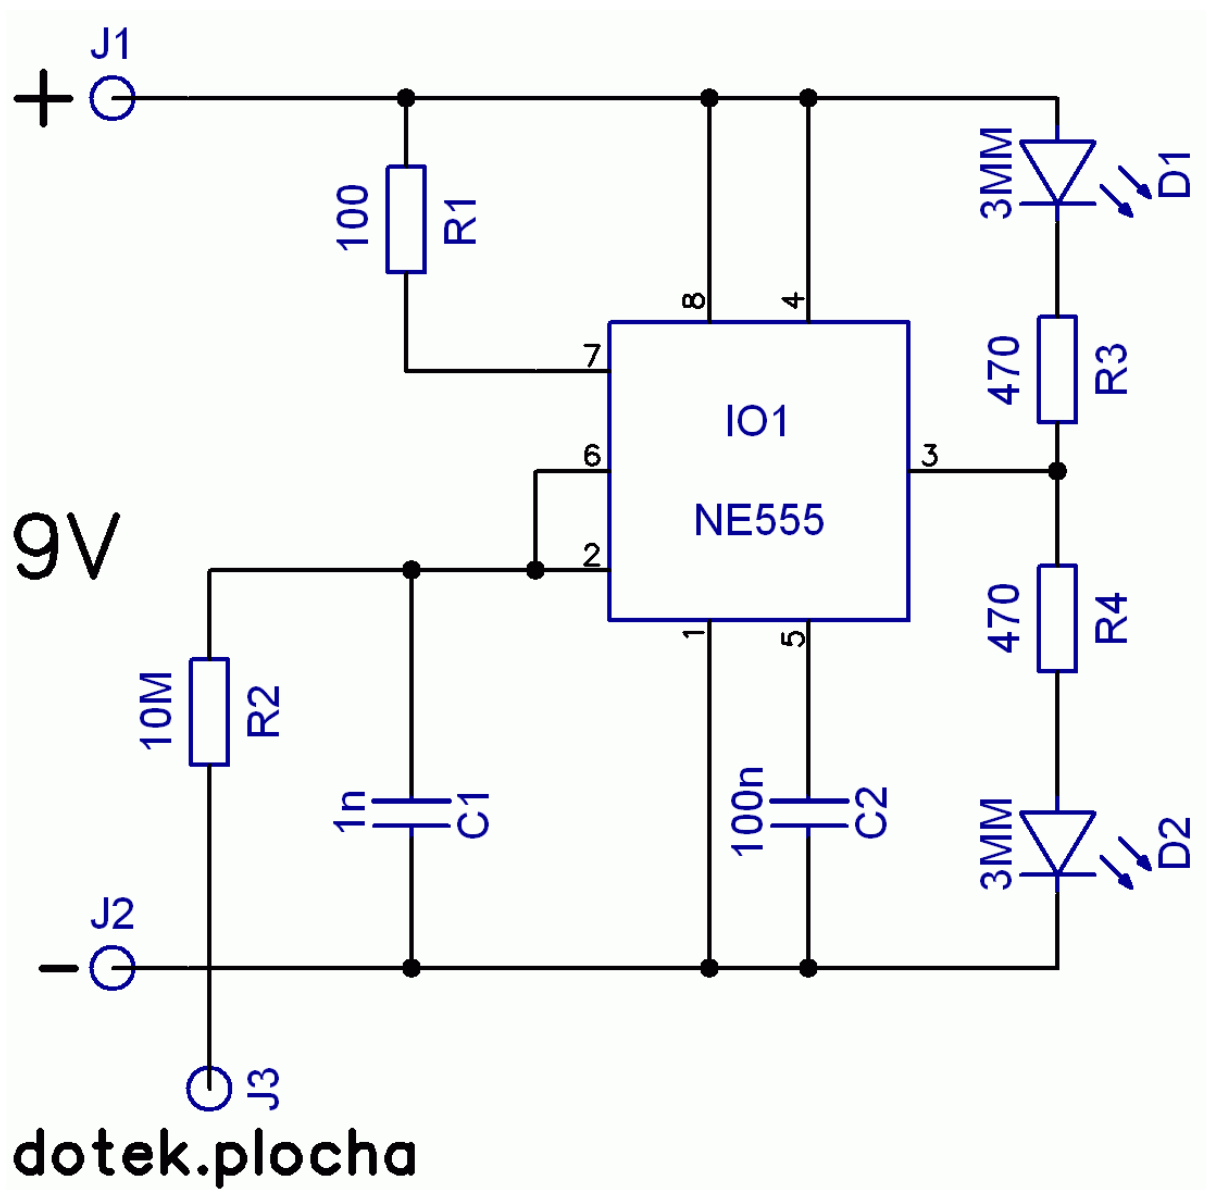 J1
+
100
R1
3MM
D1
8
4
7
IO1
470
R3
6
3
9V
NE555
2
1
5
470
R4
10M
R2
1n
C1
100n
C2
3MM
D2
J2
-
J3
dotek.plocha